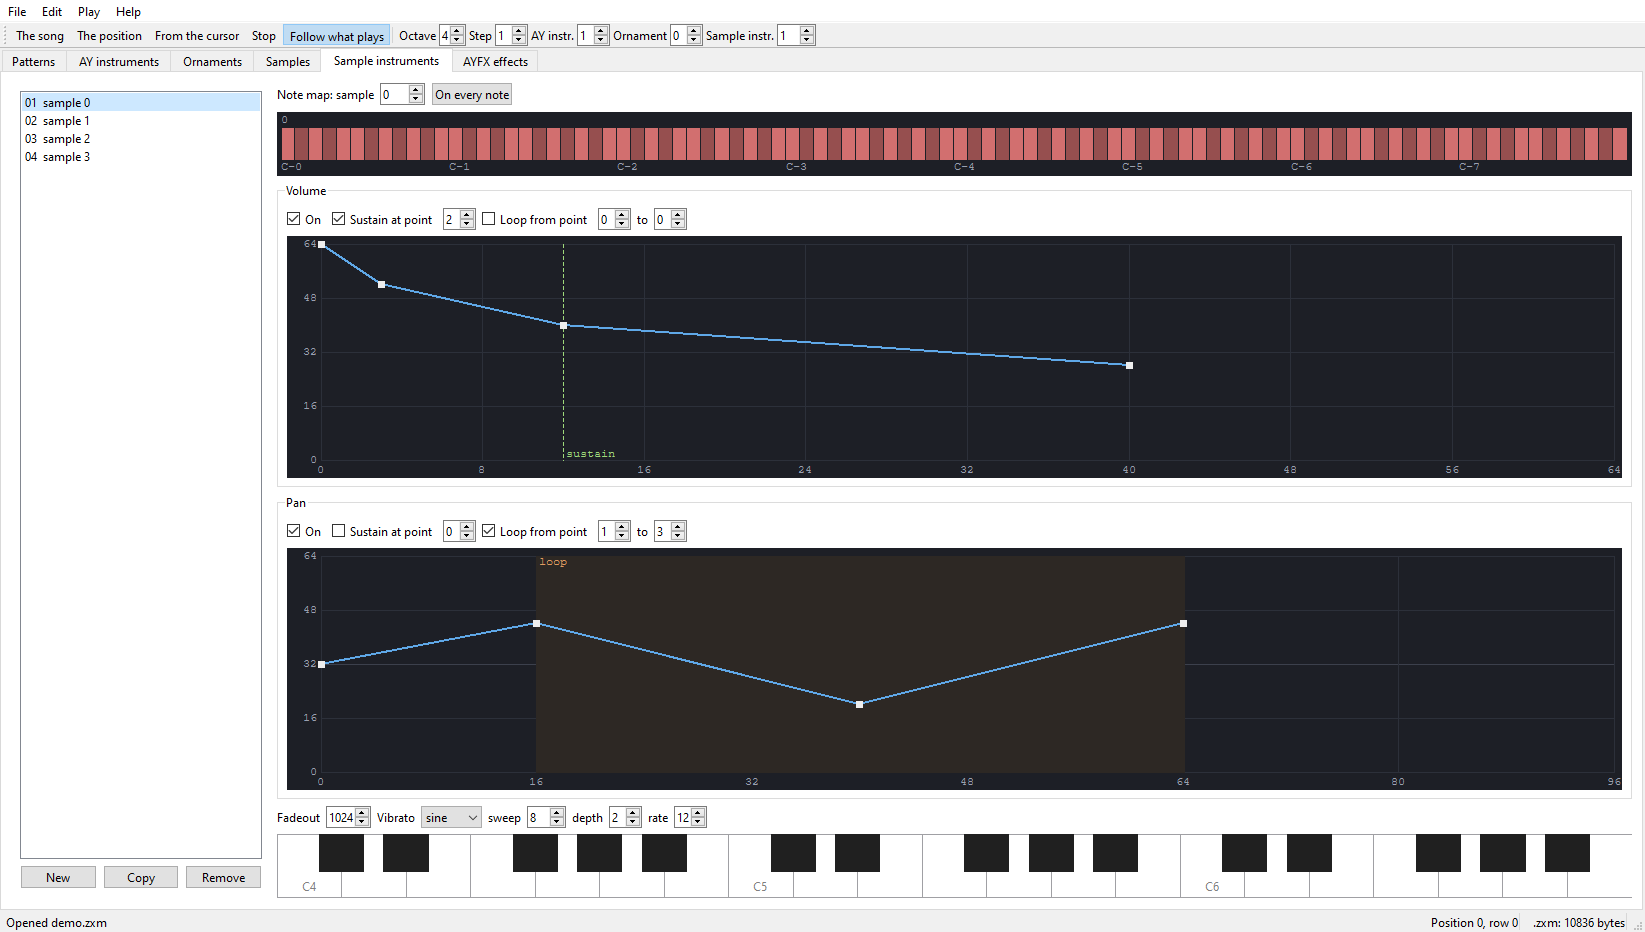 File Edit Play Help
The song The position From the cursor Stop Follow what plays Octave 4 Step 1 AY instr. 1 Ornament 0 Sample instr. 1
Patterns AY instruments Ornaments Samples Sample instruments AYFX effects
01 sample 0
02 sample 1
03 sample 2
04 sample 3
New Copy Remove
Note map: sample 0 On every note
0
C-0 C-1 C-2 C-3 C-4 C-5 C-6 C-7
Volume
On Sustain at point 2 Loop from point 0 to 0
64
48
32
16
0
sustain
0 8 16 24 32 40 48 56 64
Pan
On Sustain at point 0 Loop from point 1 to 3
64
loop
48
32
16
0
0 16 32 48 64 80 96
Fadeout 1024 Vibrato sine sweep 8 depth 2 rate 12
C4 C5 C6
Opened demo.zxm Position 0, row 0 .zxm: 10836 bytes